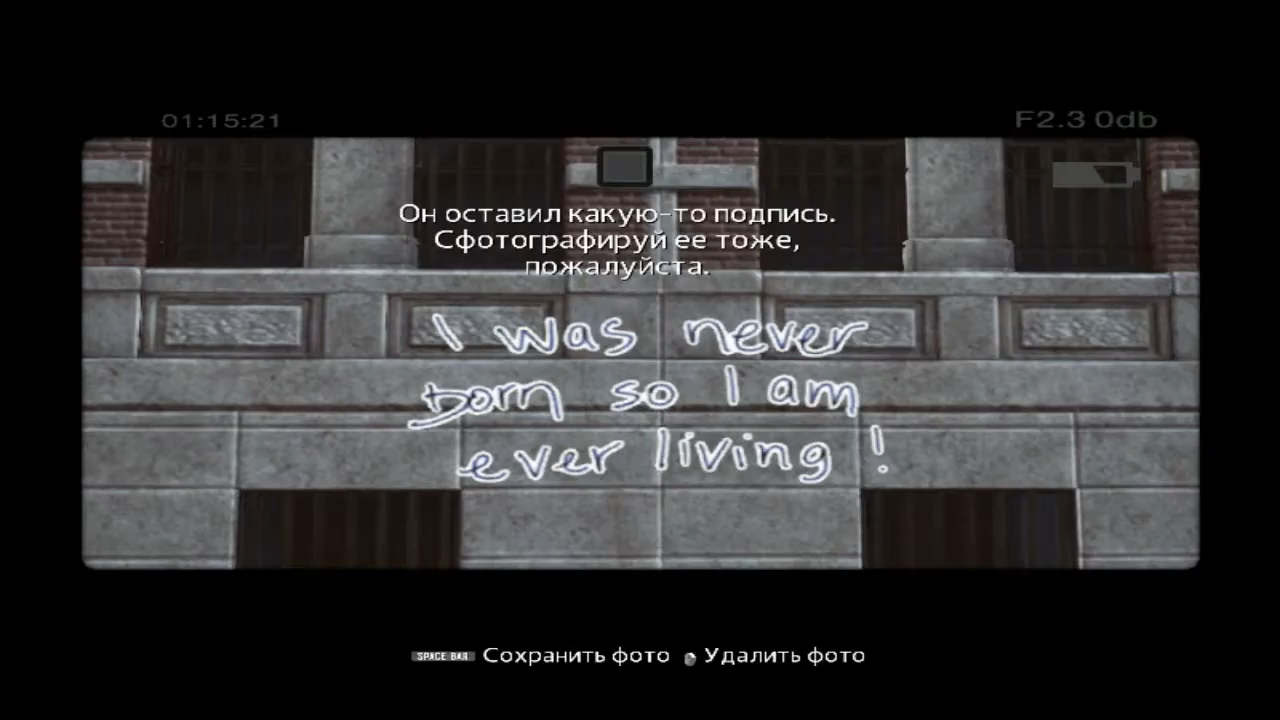 01:15:21
F2.3 0db
Он оставил какую-то подпись.
Сфотографируй ее тоже,
пожалуйста.
I was never
born so I am
ever living!
SPACE BAR Сохранить фото Удалить фото